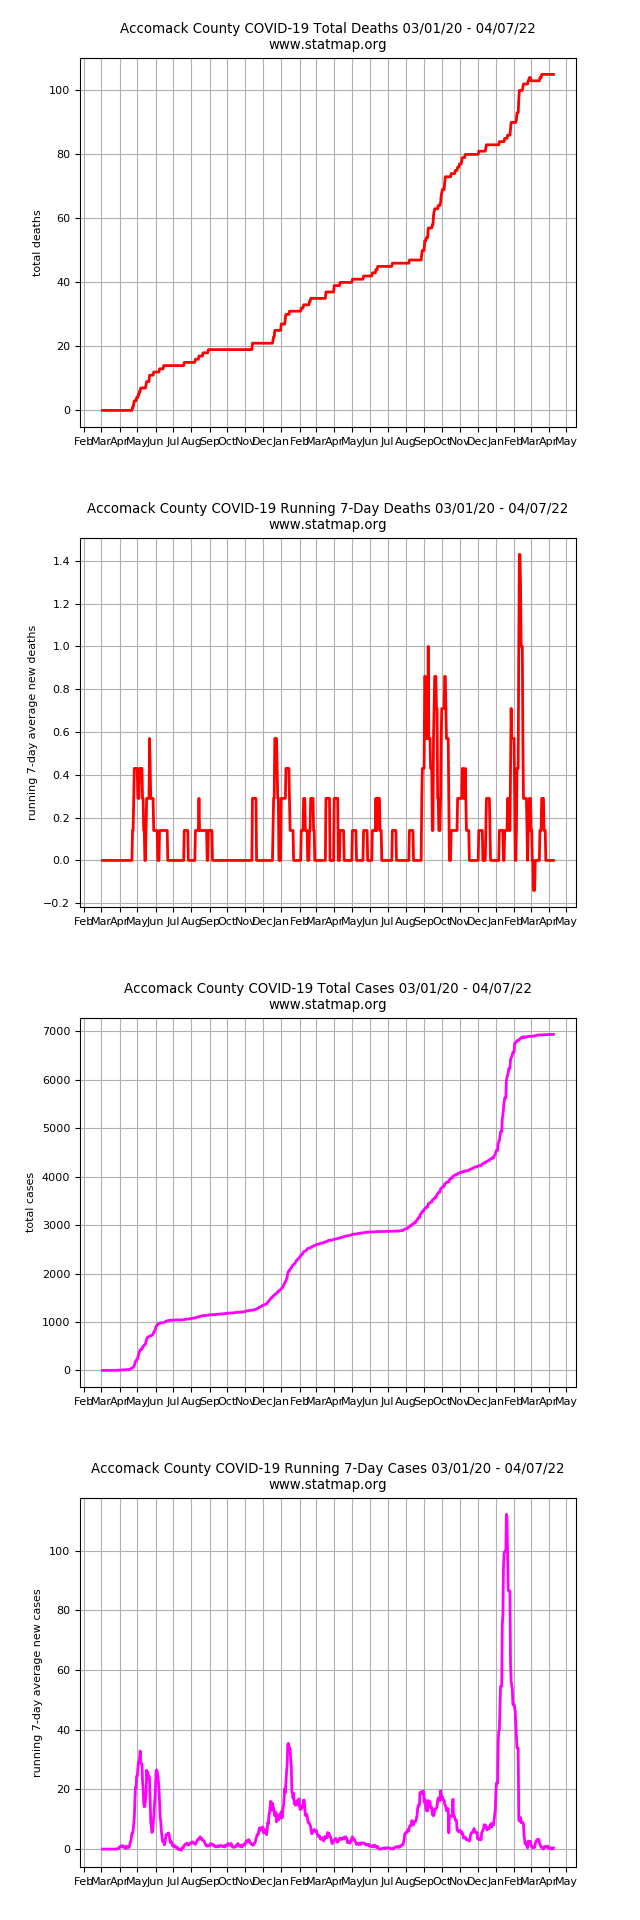 Accomack County COVID-19 Total Deaths 03/01/20 - 04/07/22
www.statmap.org
100
80
60
40
20
0
total deaths
Feb Mar Apr May Jun Jul Aug Sep Oct Nov Dec Jan Feb Mar Apr May Jun Jul Aug Sep Oct Nov Dec Jan Feb Mar Apr May
Accomack County COVID-19 Running 7-Day Deaths 03/01/20 - 04/07/22
www.statmap.org
1.4
1.2
1.0
0.8
0.6
0.4
0.2
0.0
−0.2
running 7-day average new deaths
Feb Mar Apr May Jun Jul Aug Sep Oct Nov Dec Jan Feb Mar Apr May Jun Jul Aug Sep Oct Nov Dec Jan Feb Mar Apr May
Accomack County COVID-19 Total Cases 03/01/20 - 04/07/22
www.statmap.org
7000
6000
5000
4000
3000
2000
1000
0
total cases
Feb Mar Apr May Jun Jul Aug Sep Oct Nov Dec Jan Feb Mar Apr May Jun Jul Aug Sep Oct Nov Dec Jan Feb Mar Apr May
Accomack County COVID-19 Running 7-Day Cases 03/01/20 - 04/07/22
www.statmap.org
100
80
60
40
20
0
running 7-day average new cases
Feb Mar Apr May Jun Jul Aug Sep Oct Nov Dec Jan Feb Mar Apr May Jun Jul Aug Sep Oct Nov Dec Jan Feb Mar Apr May